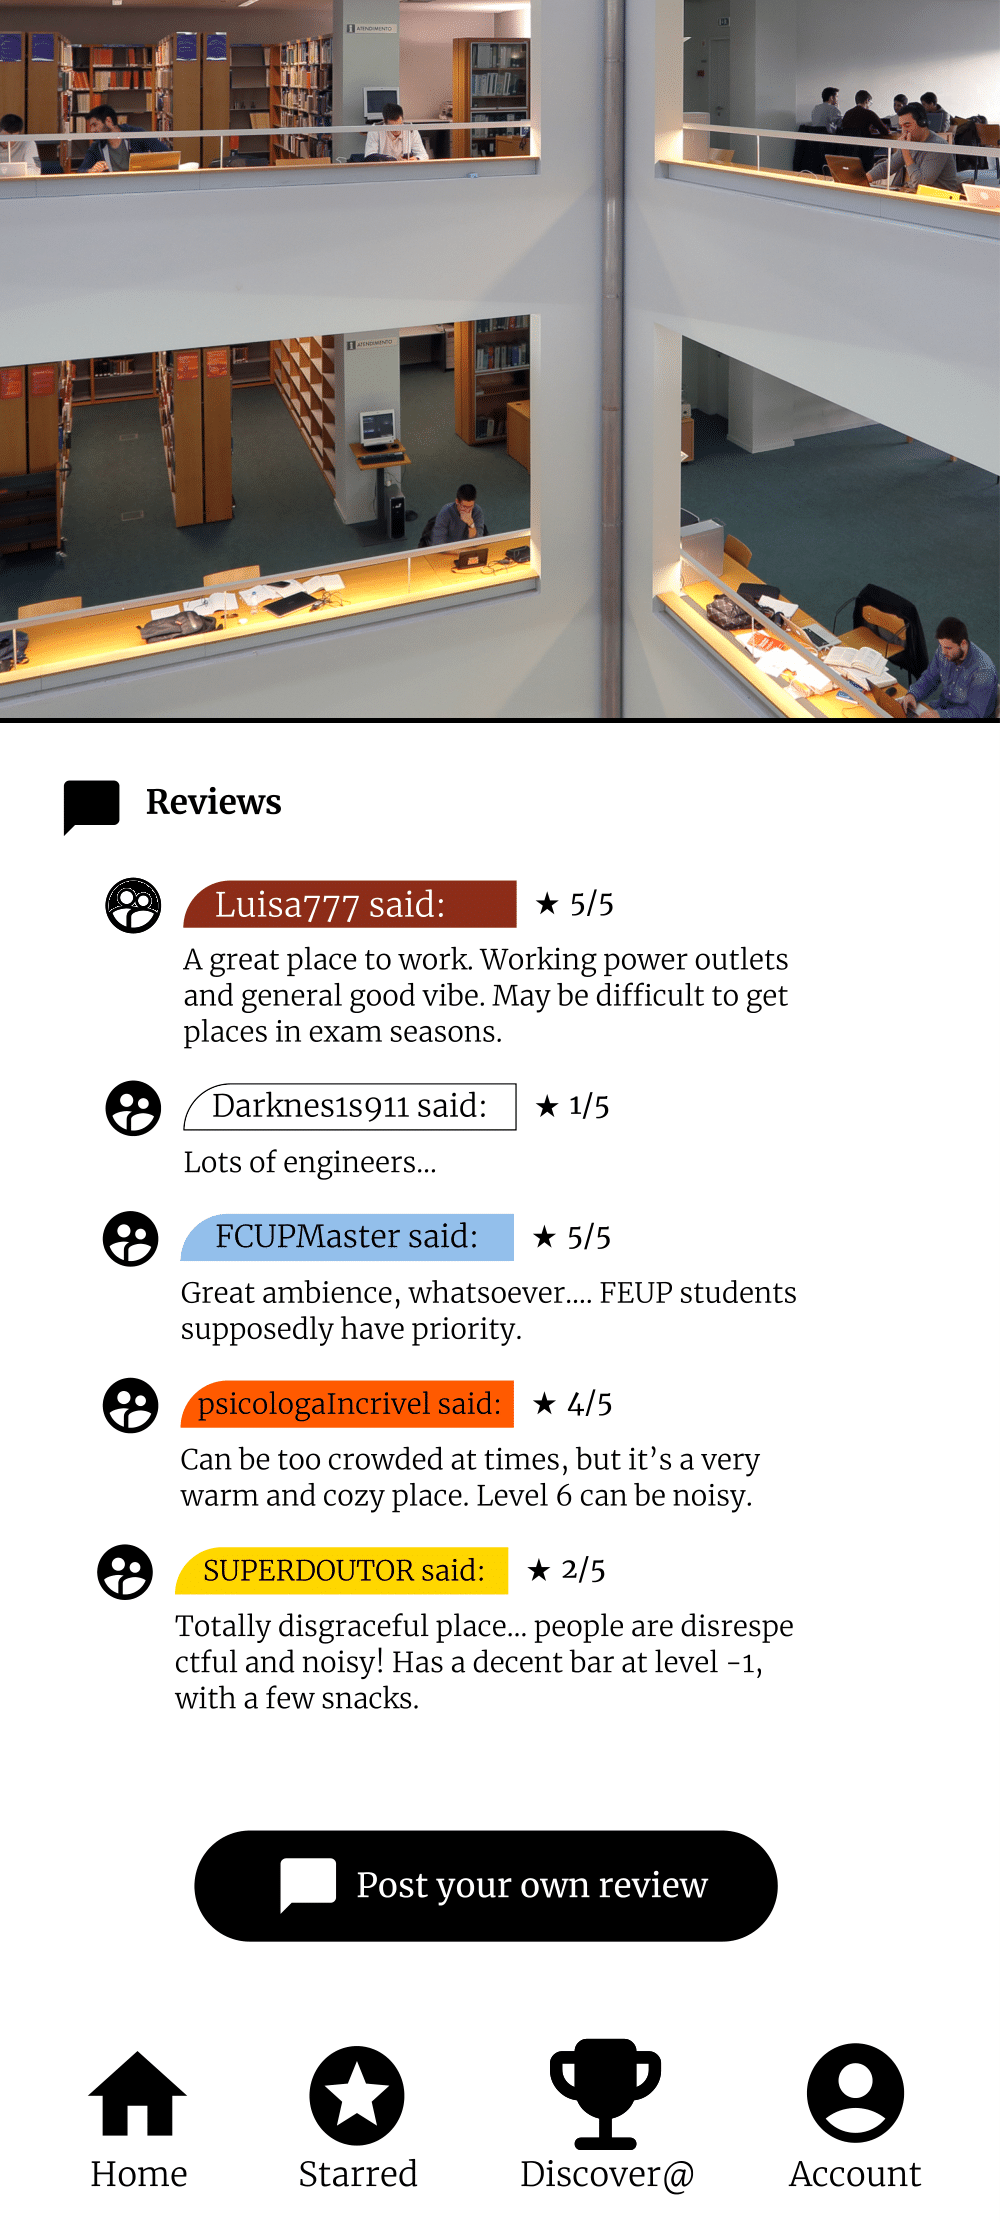 ATENDIMENTO
ATENDIMENTO
Reviews
Luisa777 said: ★ 5/5
A great place to work. Working power outlets
and general good vibe. May be difficult to get
places in exam seasons.
Darknes1s911 said: ★ 1/5
Lots of engineers...
FCUPMaster said: ★ 5/5
Great ambience, whatsoever.... FEUP students
supposedly have priority.
psicologaIncrivel said: ★ 4/5
Can be too crowded at times, but it’s a very
warm and cozy place. Level 6 can be noisy.
SUPERDOUTOR said: ★ 2/5
Totally disgraceful place... people are disrespe
ctful and noisy! Has a decent bar at level -1,
with a few snacks.
Post your own review
Home Starred Discover@ Account